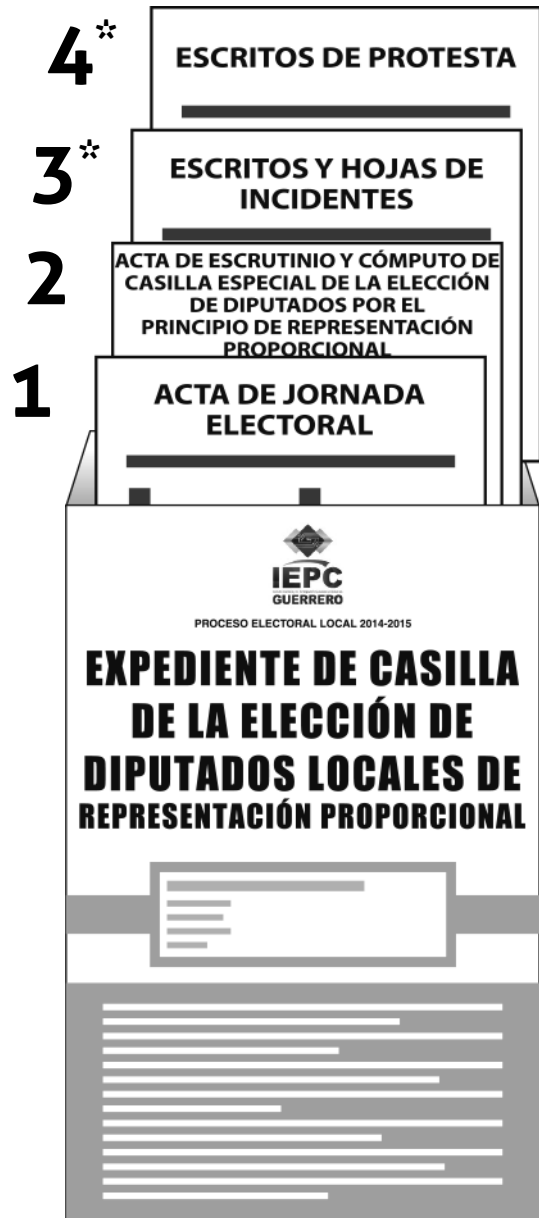 4*
ESCRITOS DE PROTESTA
3*
ESCRITOS Y HOJAS DE
INCIDENTES
2
ACTA DE ESCRUTINIO Y CÓMPUTO DE
CASILLA ESPECIAL DE LA ELECCIÓN
DE DIPUTADOS POR EL
PRINCIPIO DE REPRESENTACIÓN
PROPORCIONAL
1
ACTA DE JORNADA
ELECTORAL
IEPC
GUERRERO
PROCESO ELECTORAL LOCAL 2014-2015
EXPEDIENTE DE CASILLA
DE LA ELECCIÓN DE
DIPUTADOS LOCALES DE
REPRESENTACIÓN PROPORCIONAL